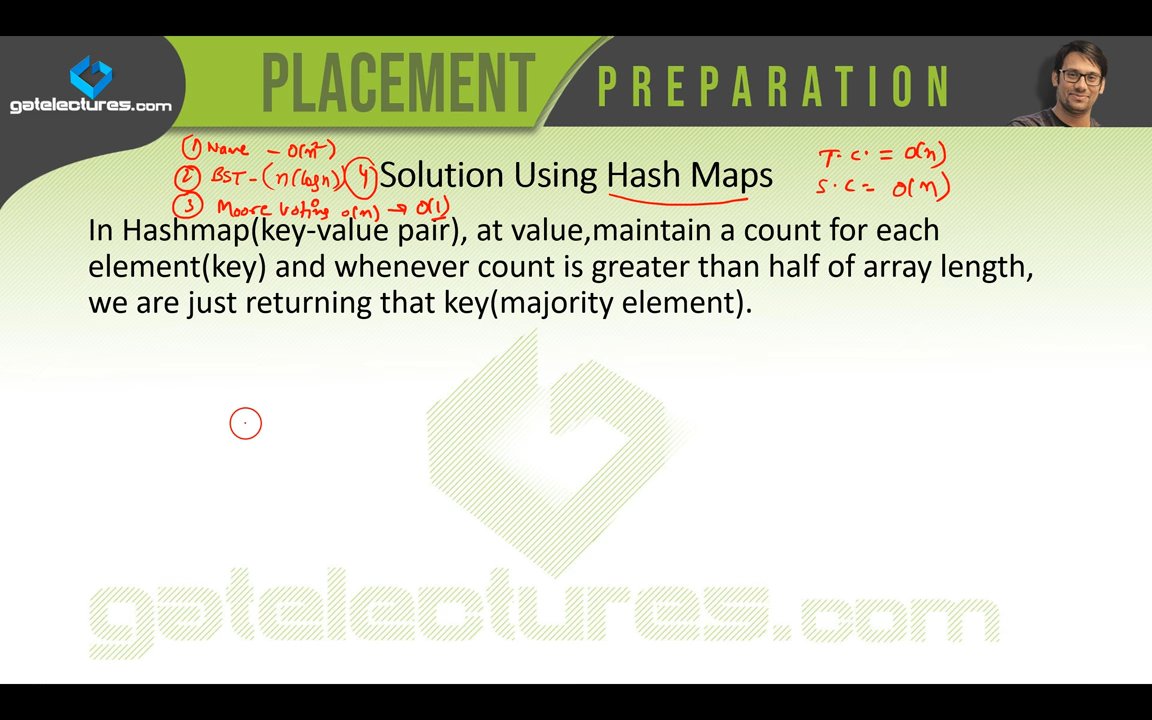 gatelectures.com
PLACEMENT
PREPARATION
① Naive - O(n²)
② BST - (n(logn)
③ Moore Voting O(n) → O(1)
④ Solution Using Hash Maps
T.C. = O(n)
S.C = O(n)
In Hashmap(key-value pair), at value,maintain a count for each
element(key) and whenever count is greater than half of array length,
we are just returning that key(majority element).
gatelectures.com